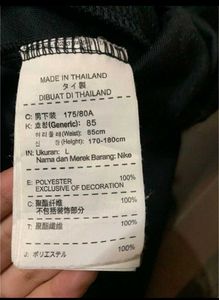 MADE IN THAILAND
タイ製
DIBUAT DI THAILAND
C: 男下装 175/80A
K: 호칭(Generic): 85
허리둘레(Waist): 85cm
신장(Height): 170-180cm
IN: Ukuran: L
Nama dan Merek Barang: Nike
E: POLYESTER 100%
EXCLUSIVE OF DECORATION
C: 聚酯纤维 100%
不包括装饰部分
T: 聚酯纖維 100%
J: ポリエステル 100%